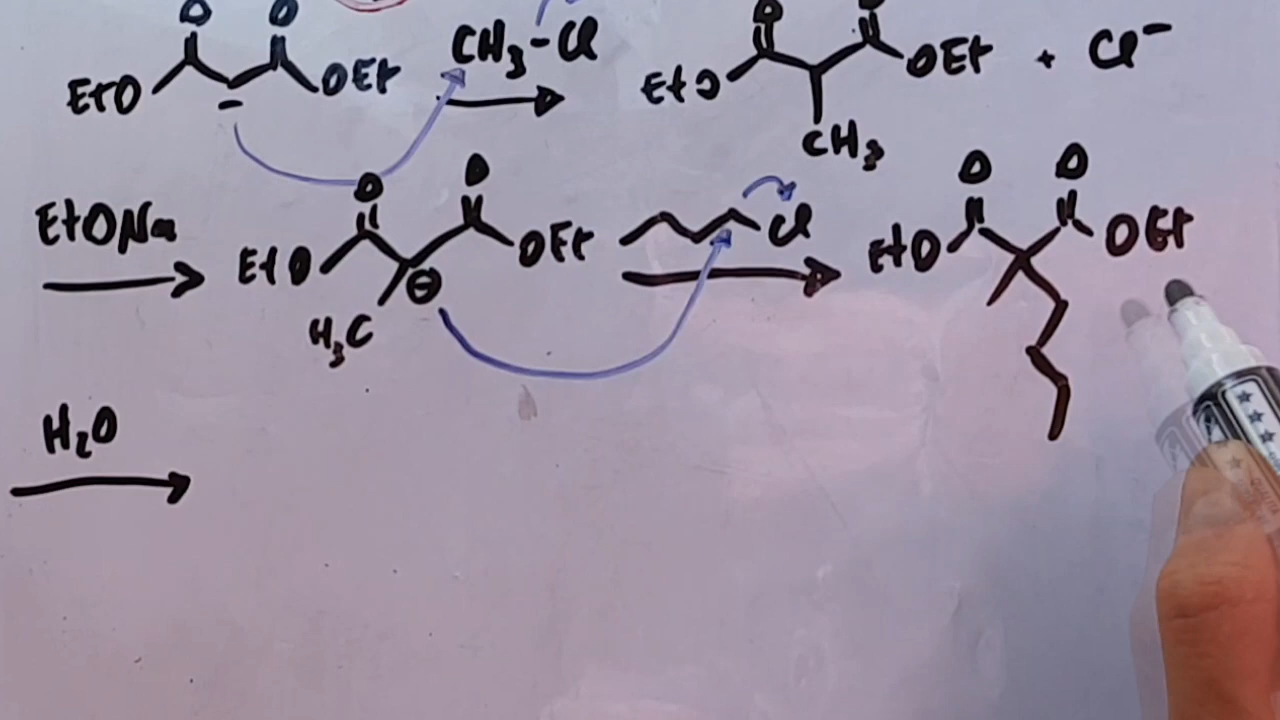 O O CH₃-Cl O O
EtO OEt EtO OEt + Cl⁻
CH₃
EtONa O O Cl O O
EtO OEt EtO OEt
⊖
H₃C
H₂O